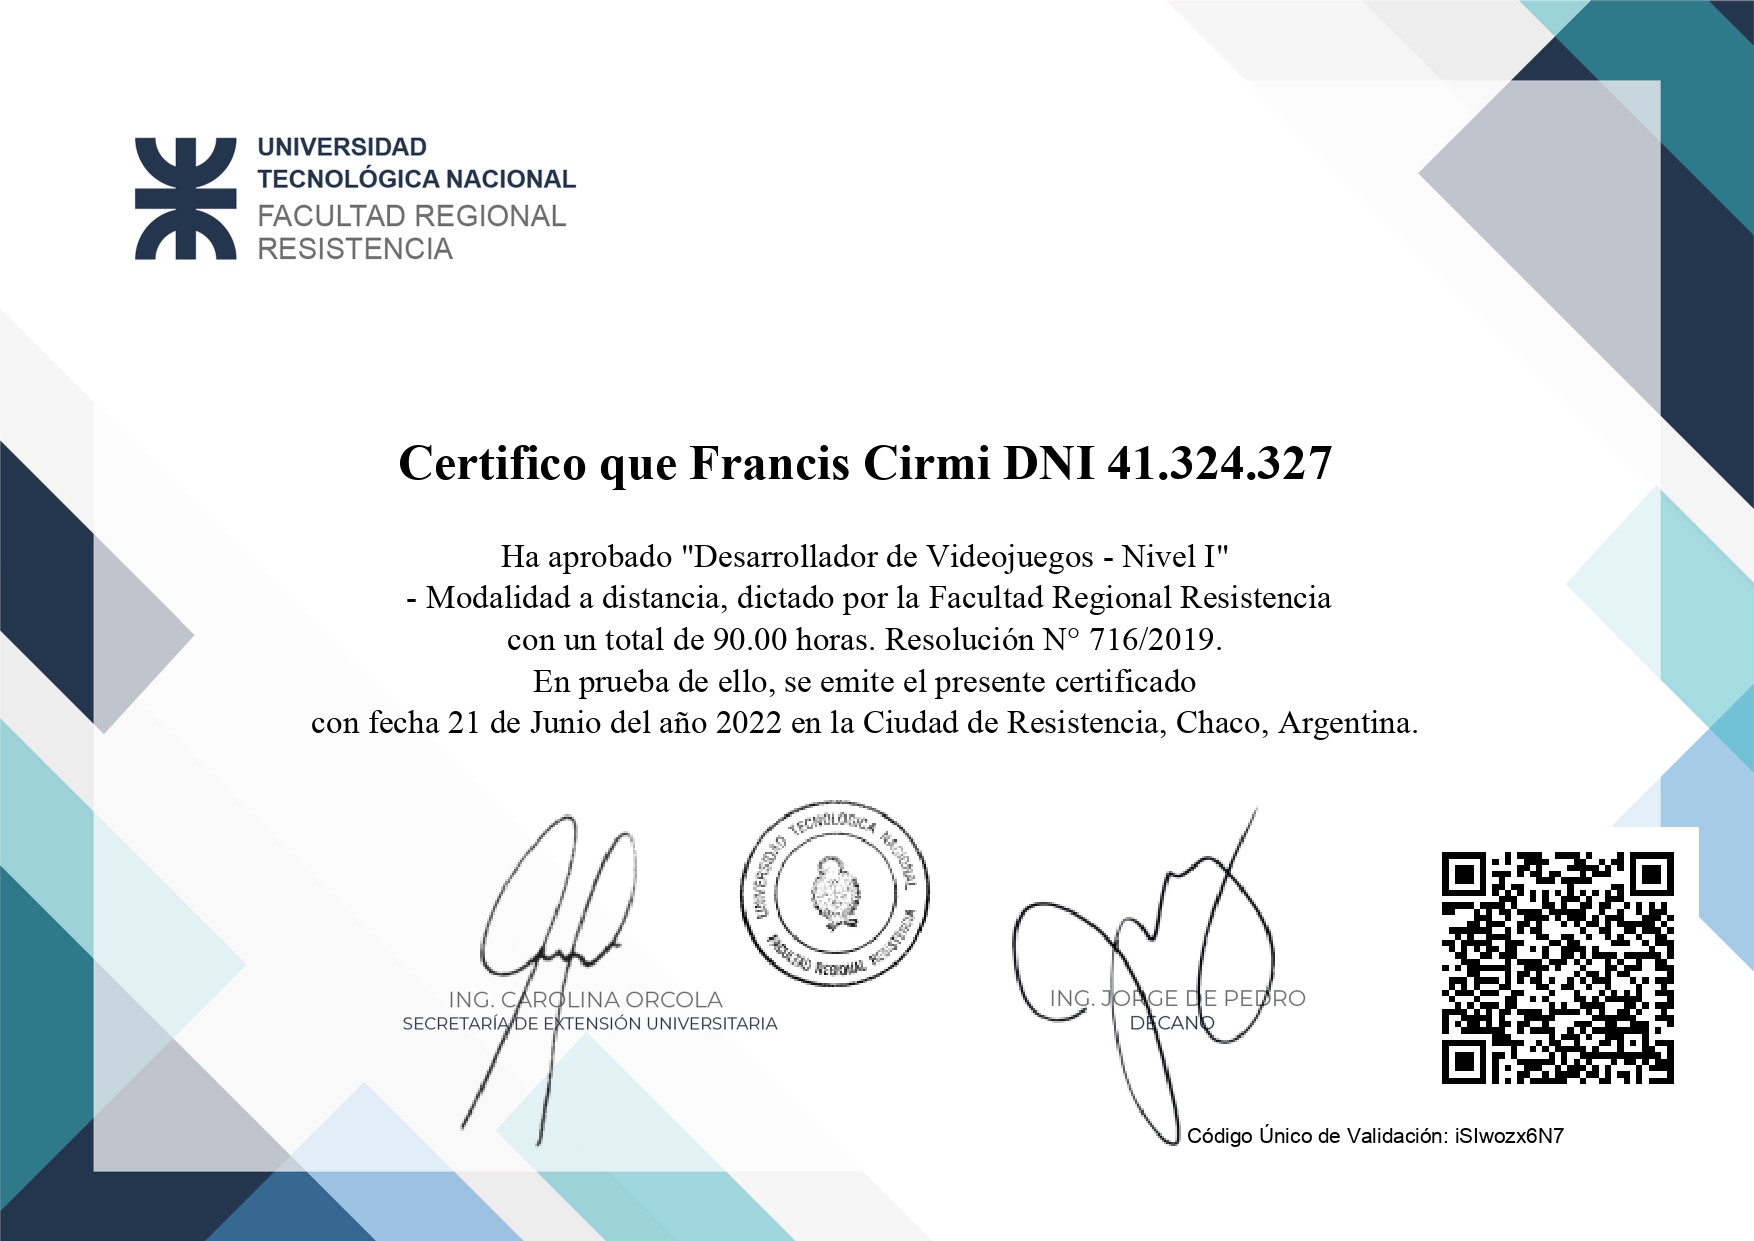 UNIVERSIDAD
TECNOLÓGICA NACIONAL
FACULTAD REGIONAL
RESISTENCIA
Certifico que Francis Cirmi DNI 41.324.327
Ha aprobado "Desarrollador de Videojuegos - Nivel I"
- Modalidad a distancia, dictado por la Facultad Regional Resistencia
con un total de 90.00 horas. Resolución N° 716/2019.
En prueba de ello, se emite el presente certificado
con fecha 21 de Junio del año 2022 en la Ciudad de Resistencia, Chaco, Argentina.
UNIVERSIDAD TECNOLÓGICA NACIONAL
FACULTAD REGIONAL RESISTENCIA
ING. CAROLINA ORCOLA
SECRETARÍA DE EXTENSIÓN UNIVERSITARIA
ING. JORGE DE PEDRO
DECANO
Código Único de Validación: iSIwozx6N7